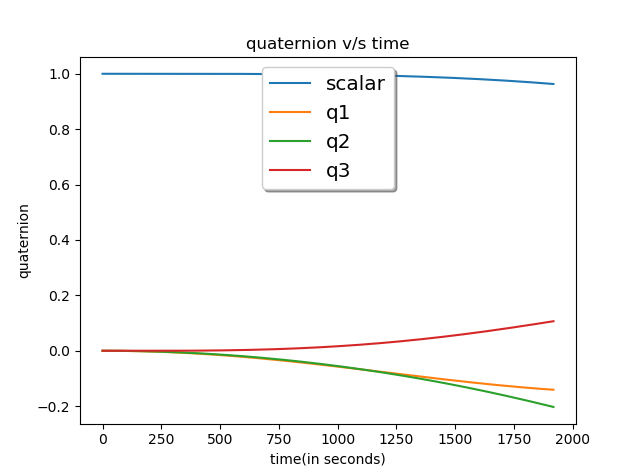 quaternion v/s time
1.0
0.8
0.6
0.4
0.2
0.0
−0.2
quaternion
scalar
q1
q2
q3
0 250 500 750 1000 1250 1500 1750 2000
time(in seconds)